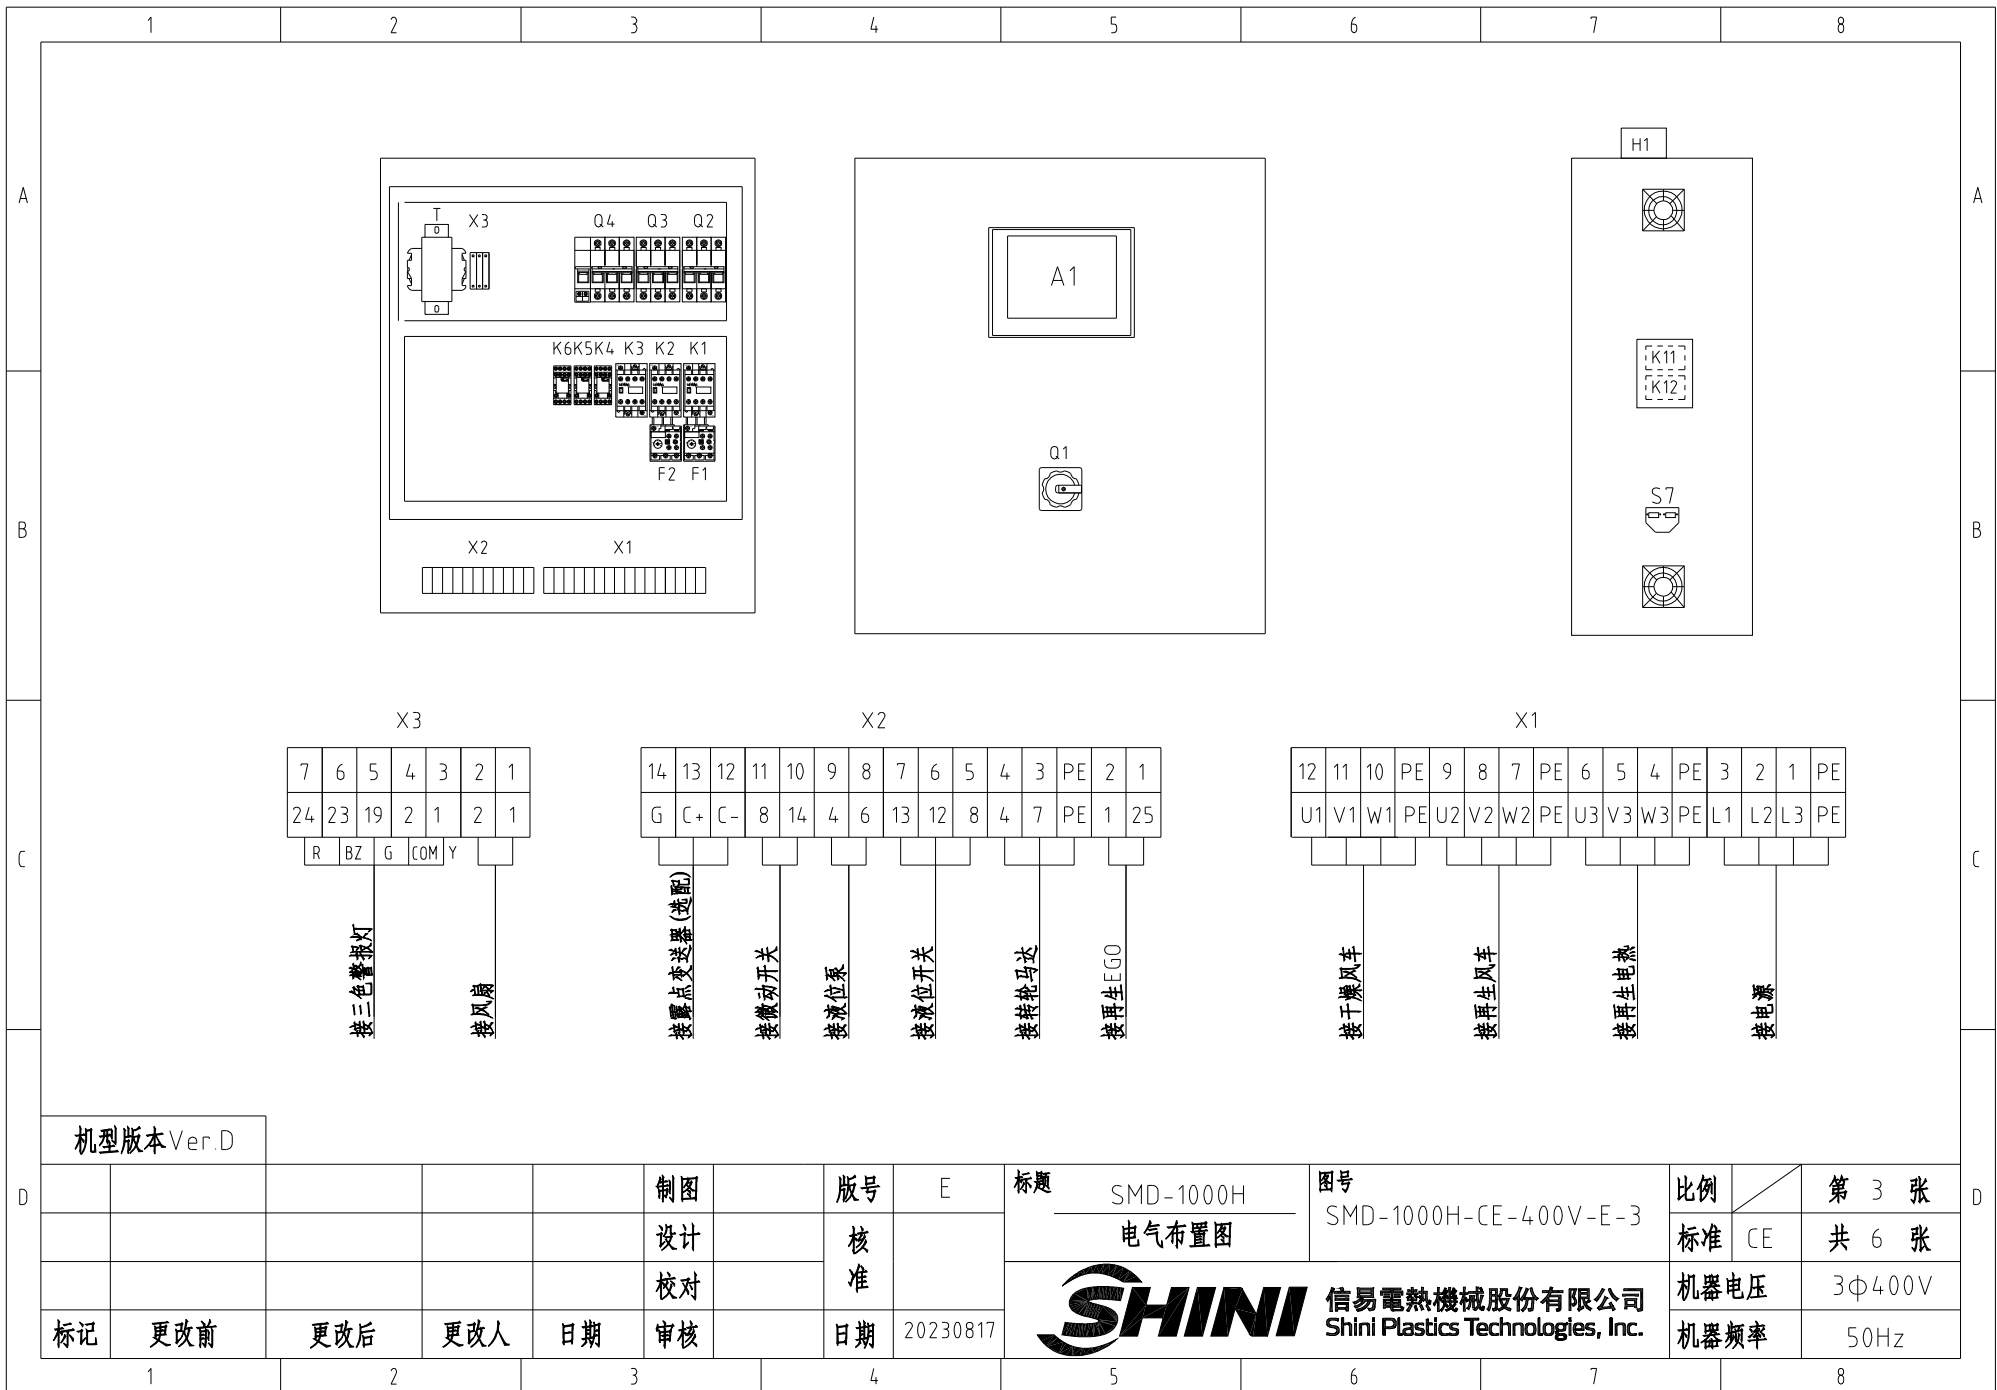 1 2 3 4 5 6 7 8
A
A
H1
T
X3
Q4 Q3 Q2
0
0
A1
K6 K5 K4 K3 K2 K1
K11
K12
Q1
F2 F1
S7
B
B
X2 X1
X3 X2 X1
7 6 5 4 3 2 1
24 23 19 2 1 2 1
R BZ G COM Y
接三色警报灯
接风扇
14 13 12 11 10 9 8 7 6 5 4 3 PE 2 1
G C+ C- 8 14 4 6 13 12 8 4 7 PE 1 25
接露点变送器(选配)
接微动开关
接液位泵
接液位开关
接转轮马达
接再生EGO
12 11 10 PE 9 8 7 PE 6 5 4 PE 3 2 1 PE
U1 V1 W1 PE U2 V2 W2 PE U3 V3 W3 PE L1 L2 L3 PE
接干燥风车
接再生风车
接再生电热
接电源
C
C
机型版本Ver.D
D
D
制图
设计
校对
审核
版号 E
核准
日期 20230817
标记 更改前 更改后 更改人 日期
标题
SMD-1000H
电气布置图
图号
SMD-1000H-CE-400V-E-3
比例
第 3 张
标准 CE
共 6 张
机器电压 3φ400V
机器频率 50Hz
SHINI
信易電熱機械股份有限公司
Shini Plastics Technologies, Inc.
1 2 3 4 5 6 7 8